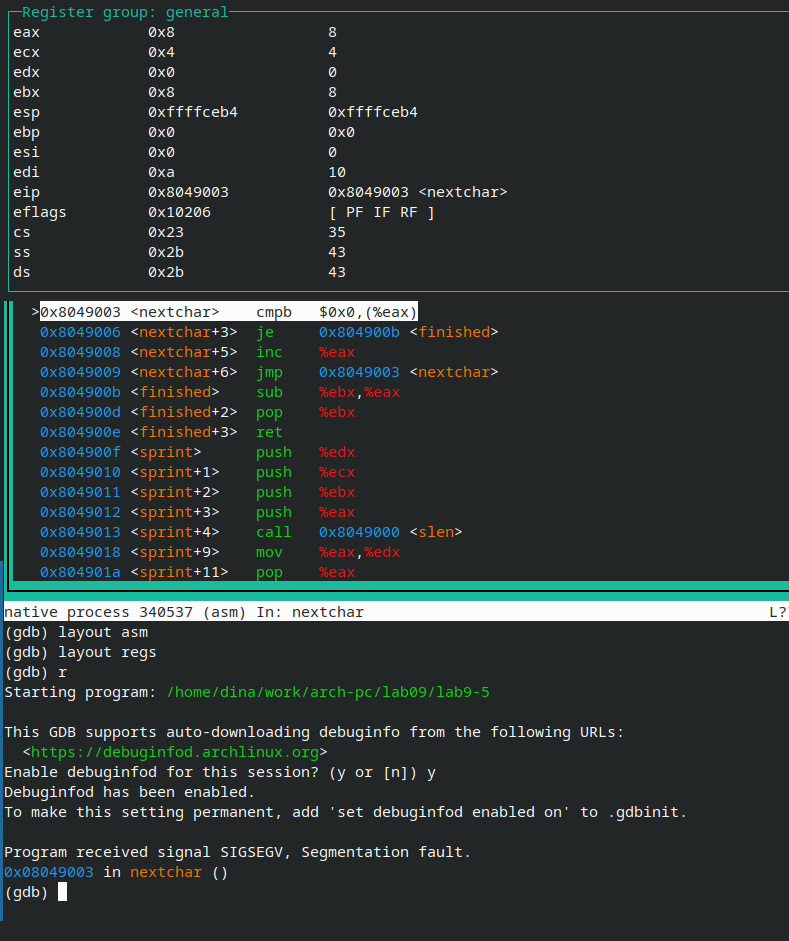 Register group: general
eax 0x8 8
ecx 0x4 4
edx 0x0 0
ebx 0x8 8
esp 0xffffceb4 0xffffceb4
ebp 0x0 0x0
esi 0x0 0
edi 0xa 10
eip 0x8049003 0x8049003 <nextchar>
eflags 0x10206 [ PF IF RF ]
cs 0x23 35
ss 0x2b 43
ds 0x2b 43
>0x8049003 <nextchar> cmpb $0x0,(%eax)
0x8049006 <nextchar+3> je 0x804900b <finished>
0x8049008 <nextchar+5> inc %eax
0x8049009 <nextchar+6> jmp 0x8049003 <nextchar>
0x804900b <finished> sub %ebx,%eax
0x804900d <finished+2> pop %ebx
0x804900e <finished+3> ret
0x804900f <sprint> push %edx
0x8049010 <sprint+1> push %ecx
0x8049011 <sprint+2> push %ebx
0x8049012 <sprint+3> push %eax
0x8049013 <sprint+4> call 0x8049000 <slen>
0x8049018 <sprint+9> mov %eax,%edx
0x804901a <sprint+11> pop %eax
native process 340537 (asm) In: nextchar L?
(gdb) layout asm
(gdb) layout regs
(gdb) r
Starting program: /home/dina/work/arch-pc/lab09/lab9-5
This GDB supports auto-downloading debuginfo from the following URLs:
<https://debuginfod.archlinux.org>
Enable debuginfod for this session? (y or [n]) y
Debuginfod has been enabled.
To make this setting permanent, add 'set debuginfod enabled on' to .gdbinit.
Program received signal SIGSEGV, Segmentation fault.
0x08049003 in nextchar ()
(gdb)